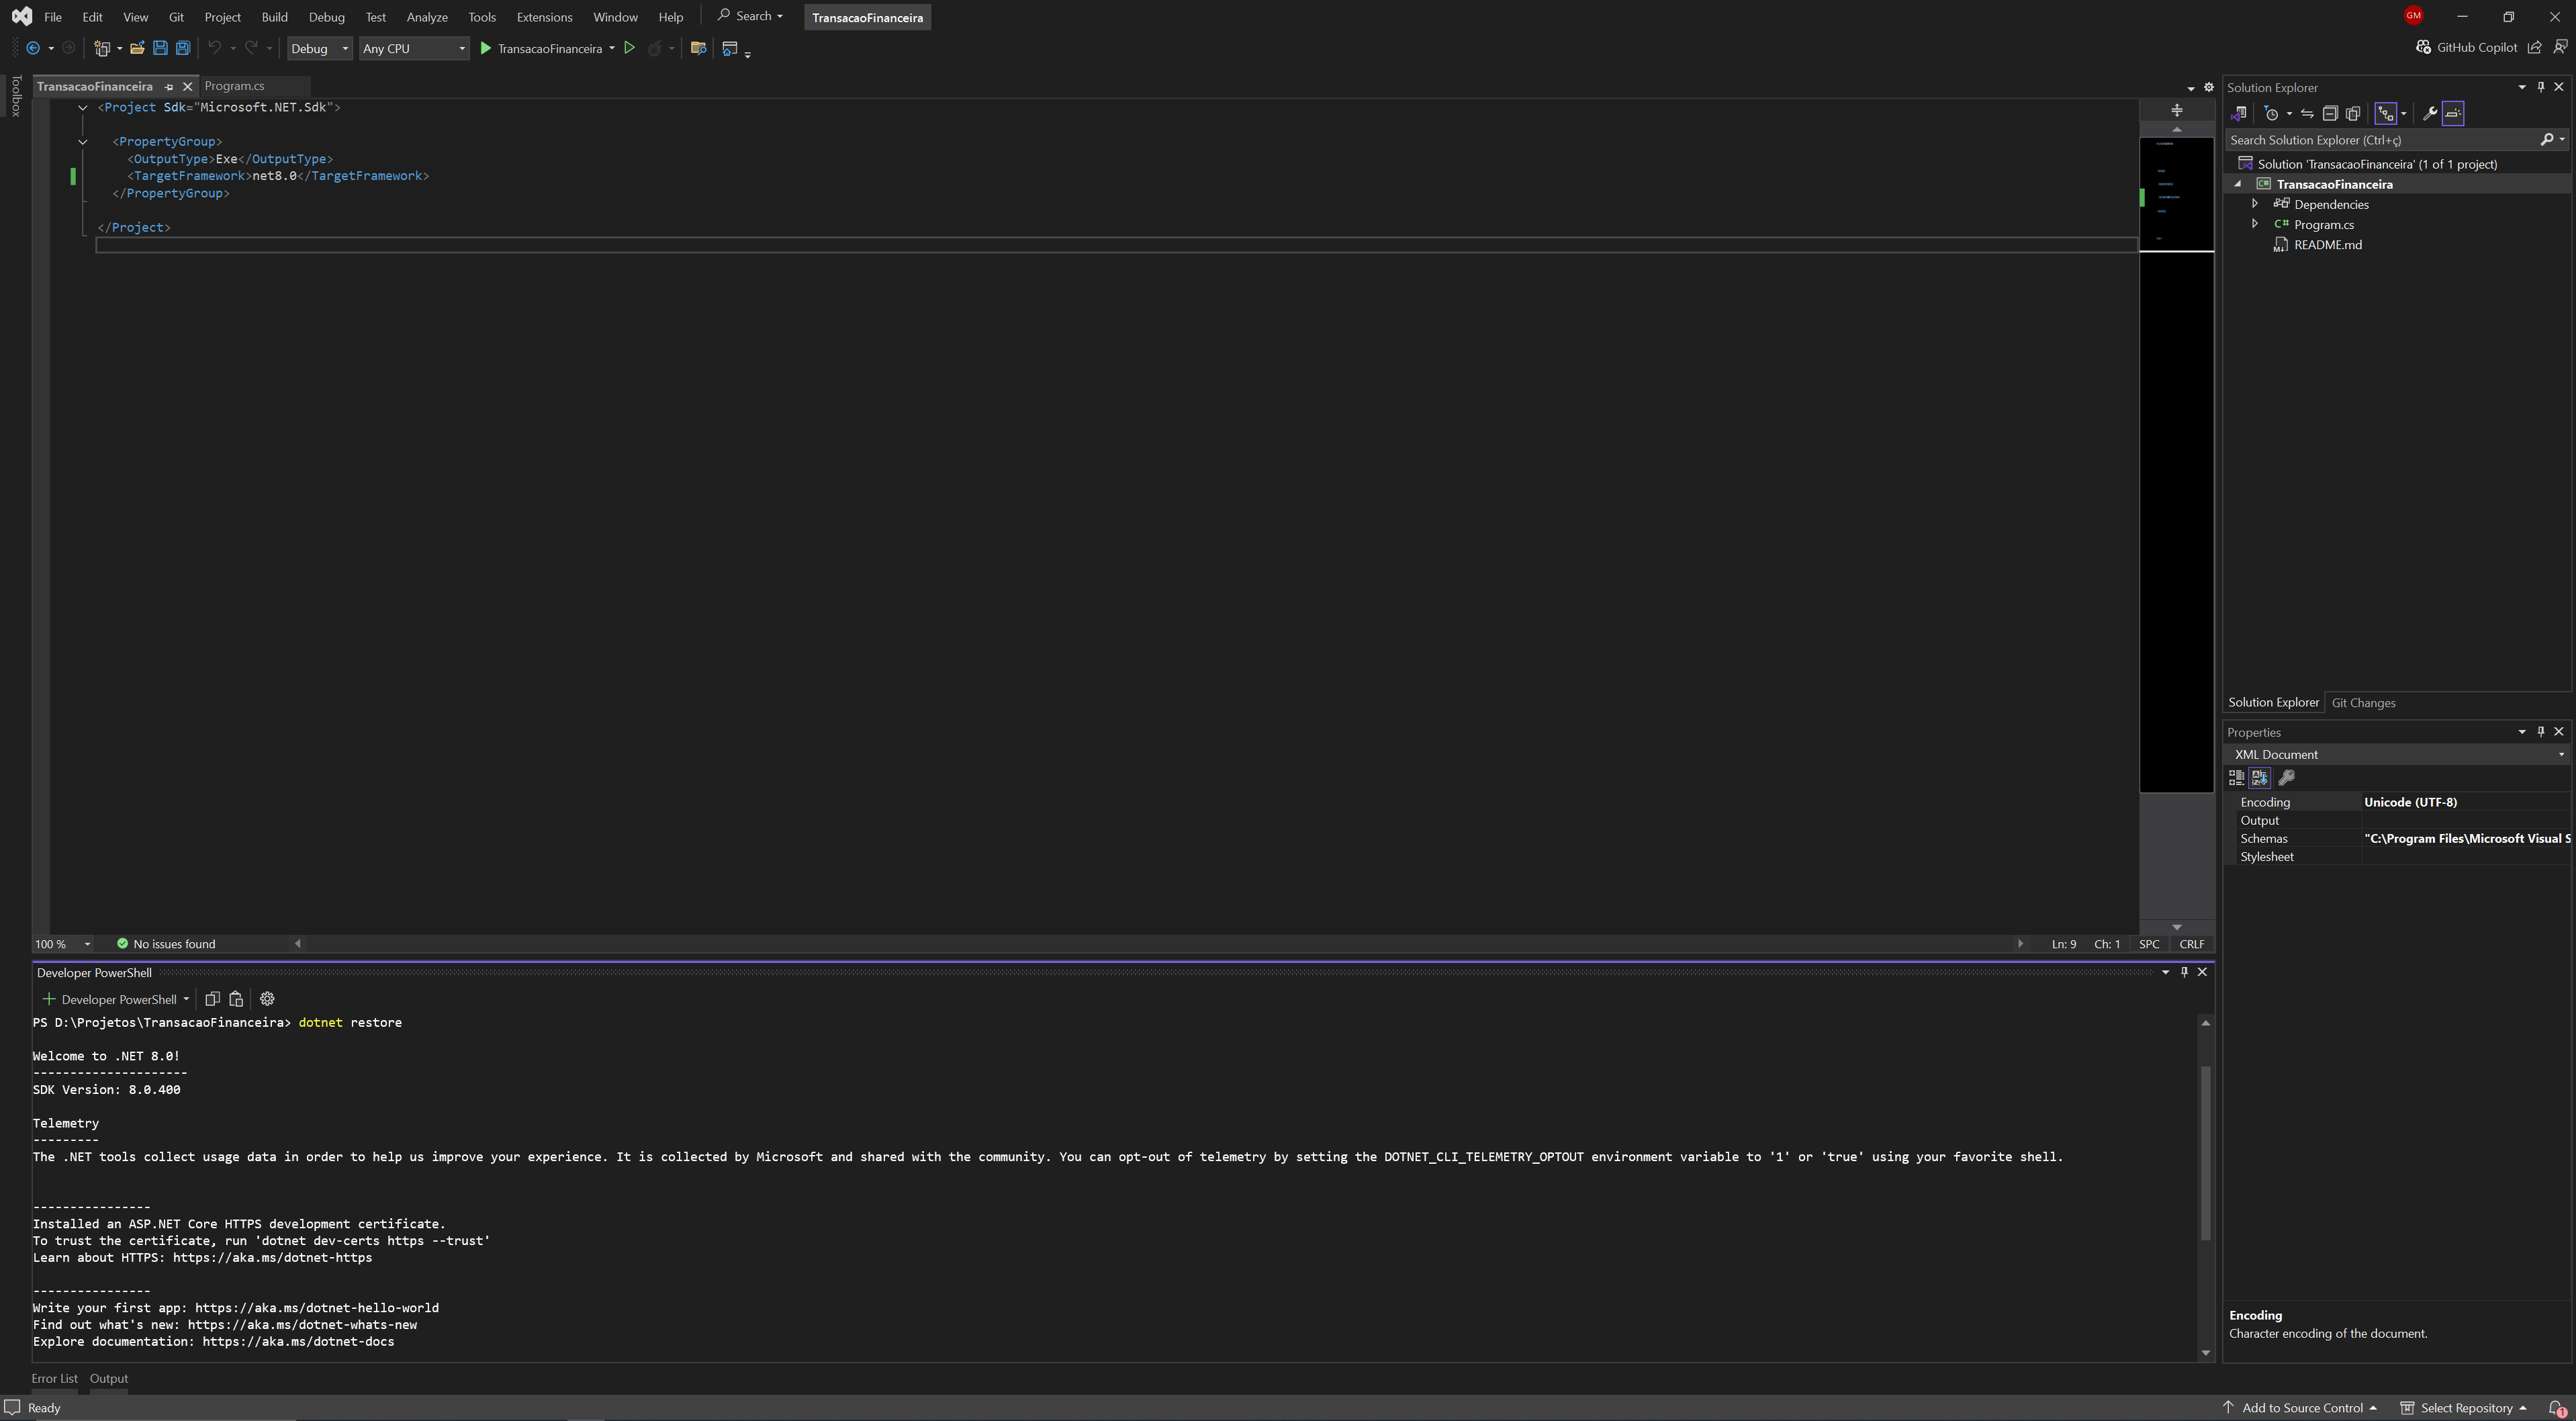 File Edit View Git Project Build Debug Test Analyze Tools Extensions Window Help Search TransacaoFinanceira GM
Debug Any CPU TransacaoFinanceira GitHub Copilot
Toolbox
TransacaoFinanceira Program.cs
<Project Sdk="Microsoft.NET.Sdk">
<PropertyGroup>
<OutputType>Exe</OutputType>
<TargetFramework>net8.0</TargetFramework>
</PropertyGroup>
</Project>
100 % No issues found Ln: 9 Ch: 1 SPC CRLF
Developer PowerShell
Developer PowerShell
PS D:\Projetos\TransacaoFinanceira> dotnet restore
Welcome to .NET 8.0!
---------------------
SDK Version: 8.0.400
Telemetry
---------
The .NET tools collect usage data in order to help us improve your experience. It is collected by Microsoft and shared with the community. You can opt-out of telemetry by setting the DOTNET_CLI_TELEMETRY_OPTOUT environment variable to '1' or 'true' using your favorite shell.
----------------
Installed an ASP.NET Core HTTPS development certificate.
To trust the certificate, run 'dotnet dev-certs https --trust'
Learn about HTTPS: https://aka.ms/dotnet-https
----------------
Write your first app: https://aka.ms/dotnet-hello-world
Find out what's new: https://aka.ms/dotnet-whats-new
Explore documentation: https://aka.ms/dotnet-docs
Error List Output
Solution Explorer
Search Solution Explorer (Ctrl+ç)
Solution 'TransacaoFinanceira' (1 of 1 project)
TransacaoFinanceira
Dependencies
C# Program.cs
README.md
Solution Explorer Git Changes
Properties
XML Document
Encoding Unicode (UTF-8)
Output
Schemas "C:\Program Files\Microsoft Visual S
Stylesheet
Encoding
Character encoding of the document.
Ready Add to Source Control Select Repository 1